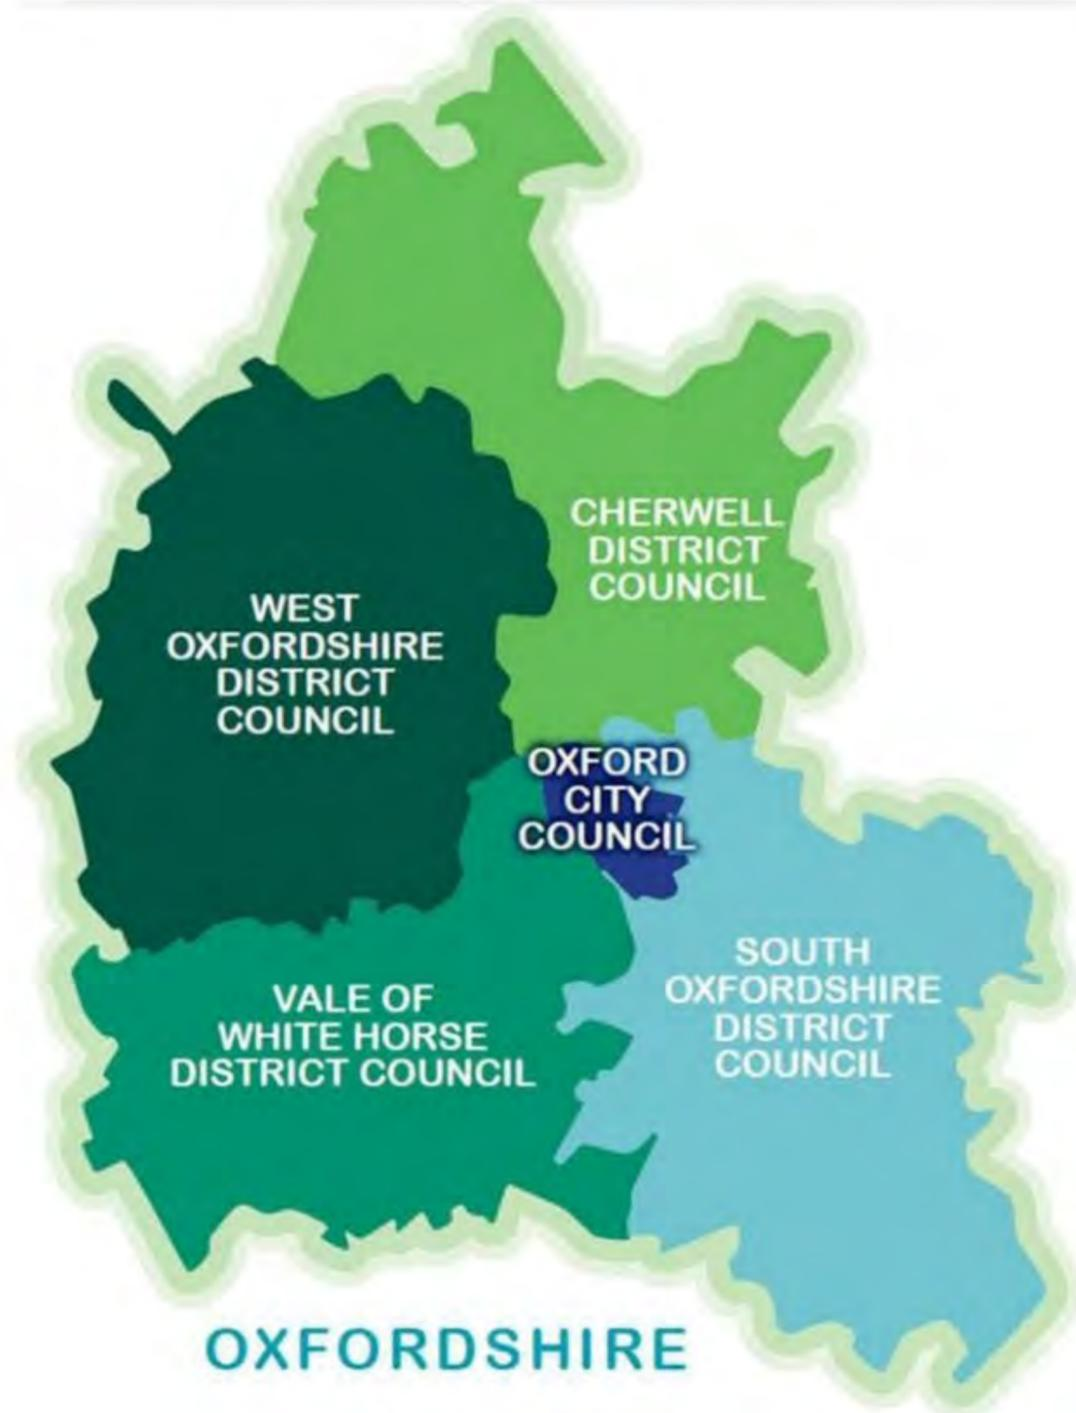 CHERWELL
DISTRICT
COUNCIL
WEST
OXFORDSHIRE
DISTRICT
COUNCIL
OXFORD
CITY
COUNCIL
SOUTH
OXFORDSHIRE
DISTRICT
COUNCIL
VALE OF
WHITE HORSE
DISTRICT COUNCIL
OXFORDSHIRE